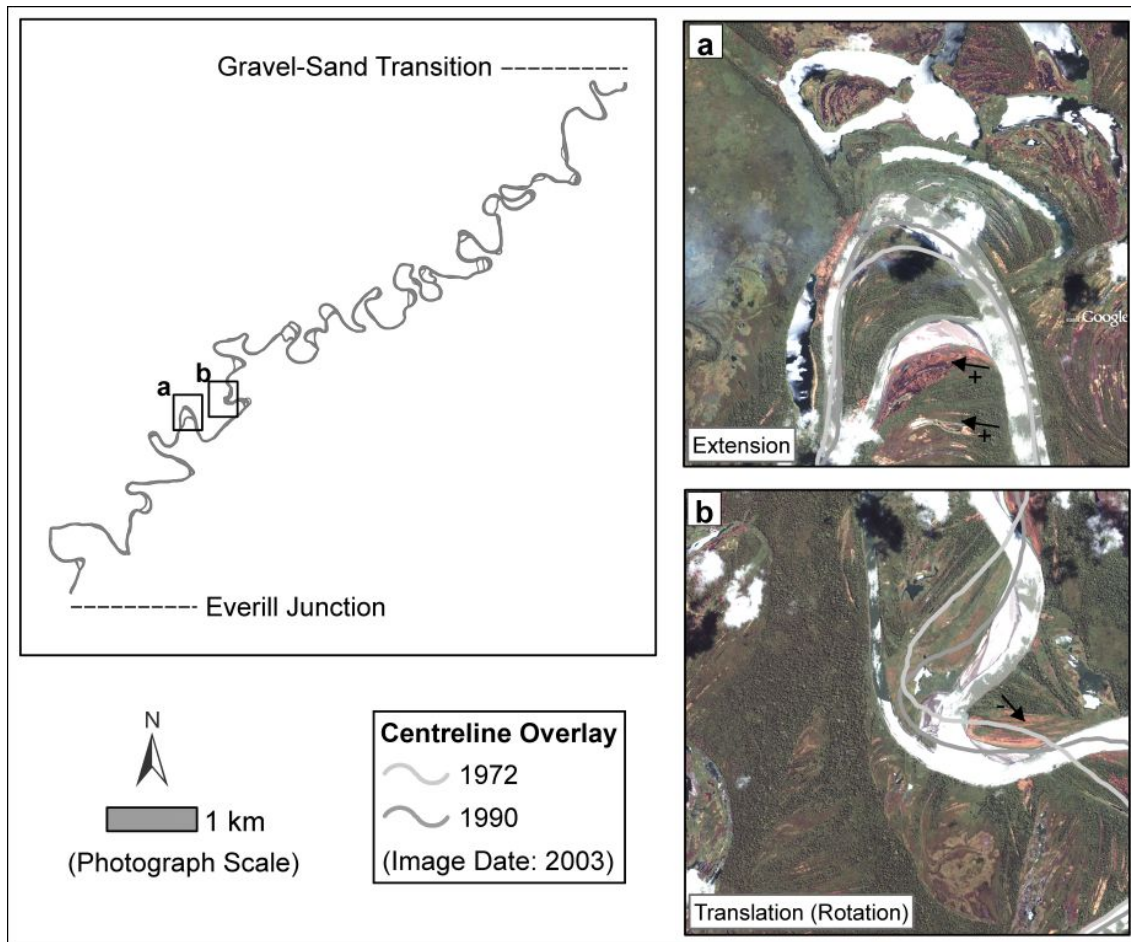 Gravel-Sand Transition
a
b
Everill Junction
N
1 km
(Photograph Scale)
Centreline Overlay
1972
1990
(Image Date: 2003)
a
Google
+
+
Extension
b
-
Translation (Rotation)